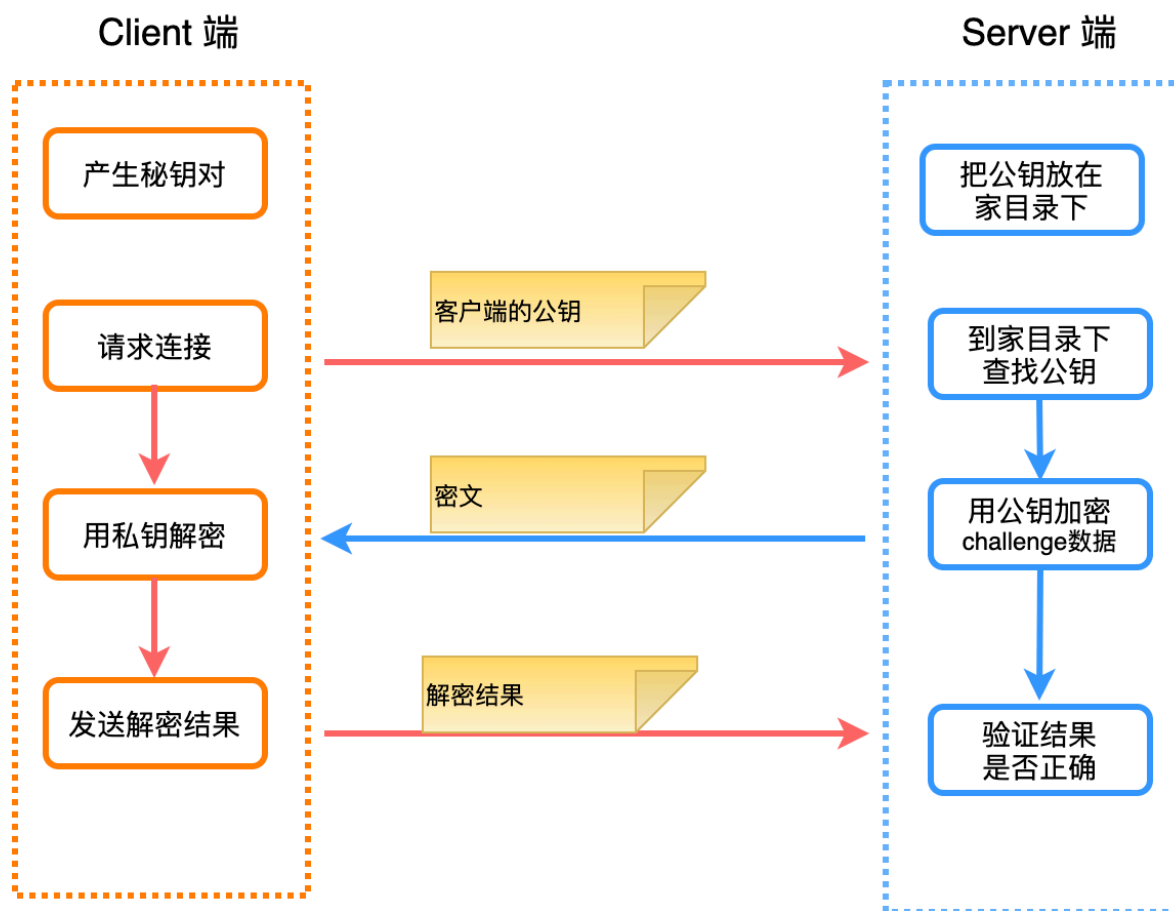 Client 端
Server 端
产生秘钥对
把公钥放在
家目录下
客户端的公钥
请求连接
到家目录下
查找公钥
密文
用私钥解密
用公钥加密
challenge数据
解密结果
发送解密结果
验证结果
是否正确